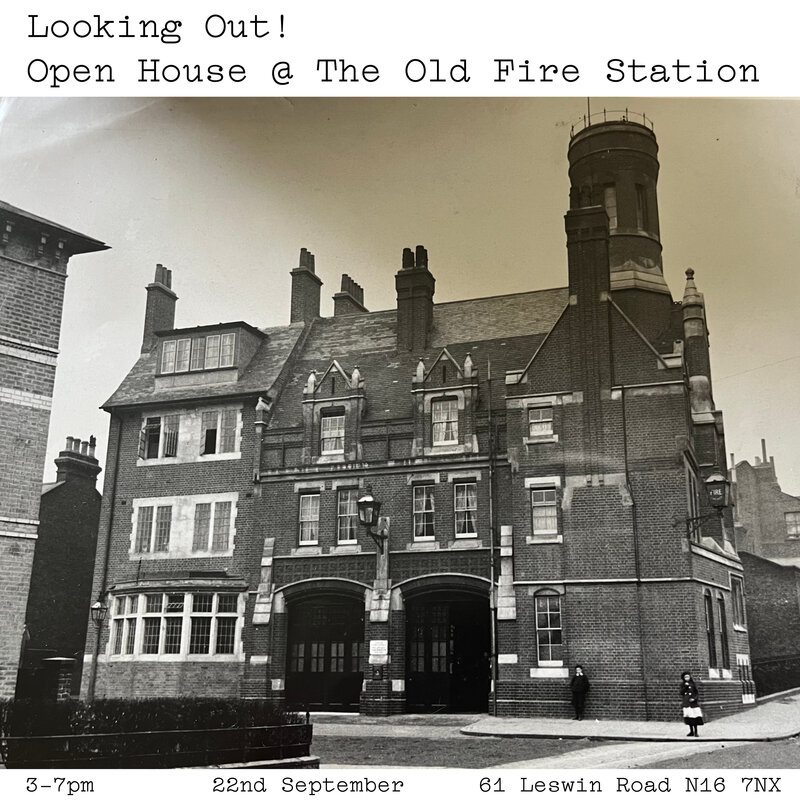 Looking Out!
Open House @ The Old Fire Station
FIRE
3-7pm 22nd September 61 Leswin Road N16 7NX